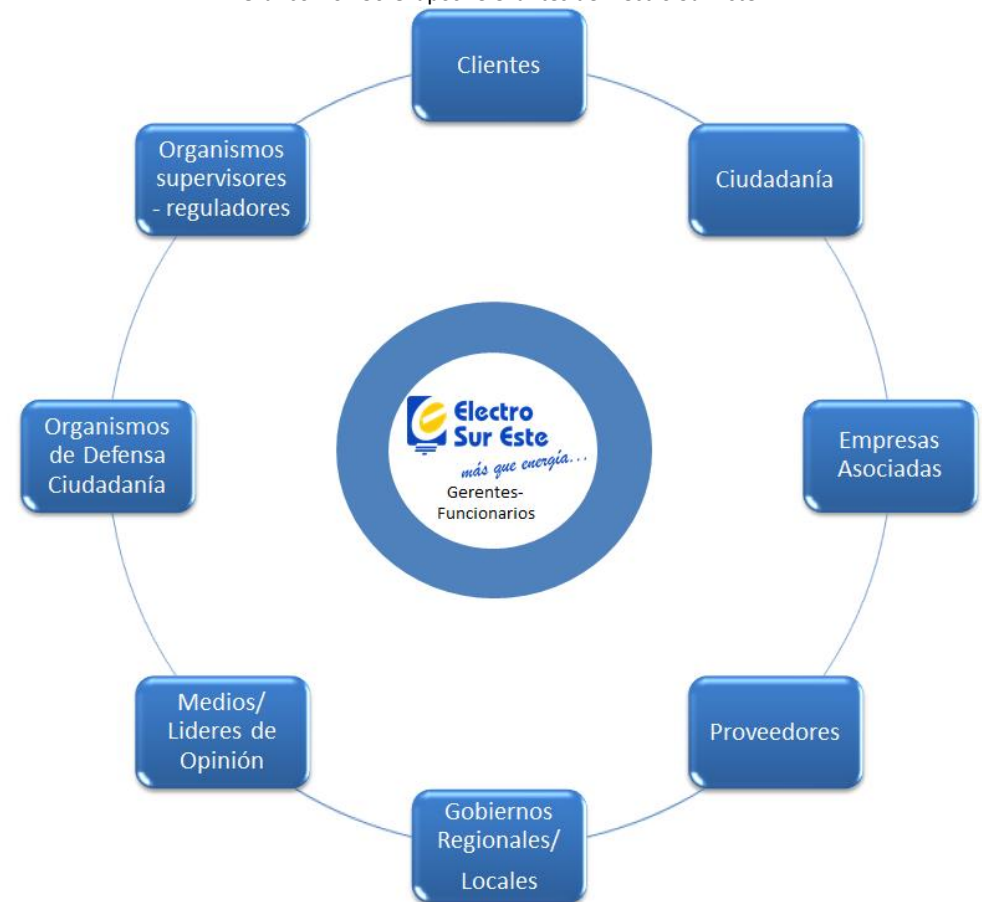 Clientes
Ciudadanía
Empresas
Asociadas
Proveedores
Gobiernos
Regionales/
Locales
Medios/
Lideres de
Opinión
Organismos
de Defensa
Ciudadanía
Organismos
supervisores
- reguladores
Electro
Sur Este
más que energía...
Gerentes-
Funcionarios